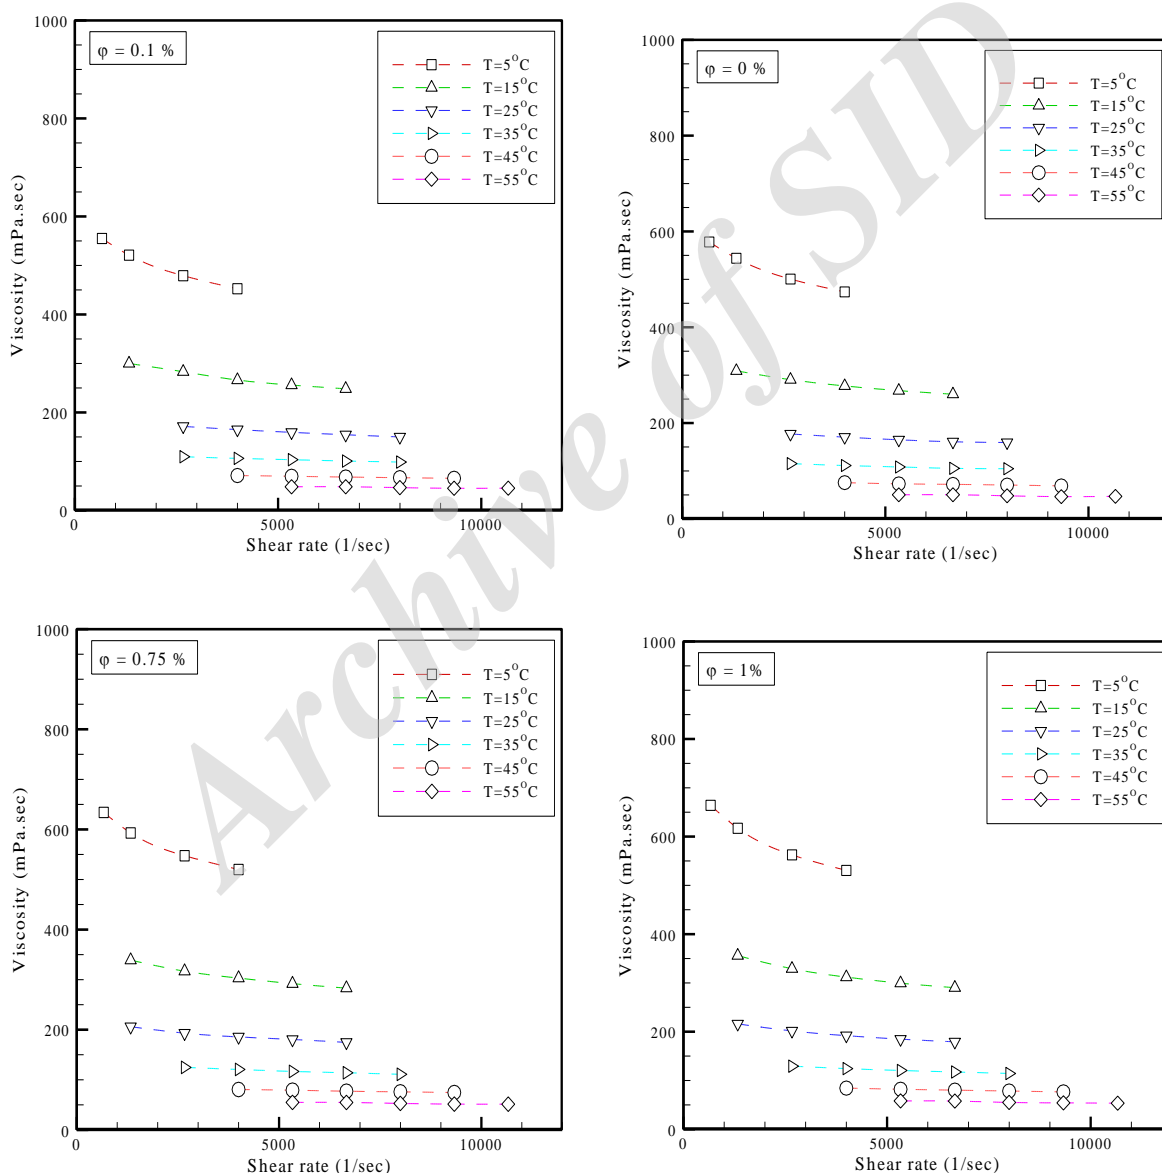 φ = 0.1 %
T=5°C
T=15°C
T=25°C
T=35°C
T=45°C
T=55°C
Viscosity (mPa.sec)
1000
800
600
400
200
0
0
5000
10000
Shear rate (1/sec)
φ = 0 %
T=5°C
T=15°C
T=25°C
T=35°C
T=45°C
T=55°C
Viscosity (mPa.sec)
1000
800
600
400
200
0
0
5000
10000
Shear rate (1/sec)
φ = 0.75 %
T=5°C
T=15°C
T=25°C
T=35°C
T=45°C
T=55°C
Viscosity (mPa.sec)
1000
800
600
400
200
0
0
5000
10000
Shear rate (1/sec)
φ = 1%
T=5°C
T=15°C
T=25°C
T=35°C
T=45°C
T=55°C
Viscosity (mPa.sec)
1000
800
600
400
200
0
0
5000
10000
Shear rate (1/sec)
Archive of SID